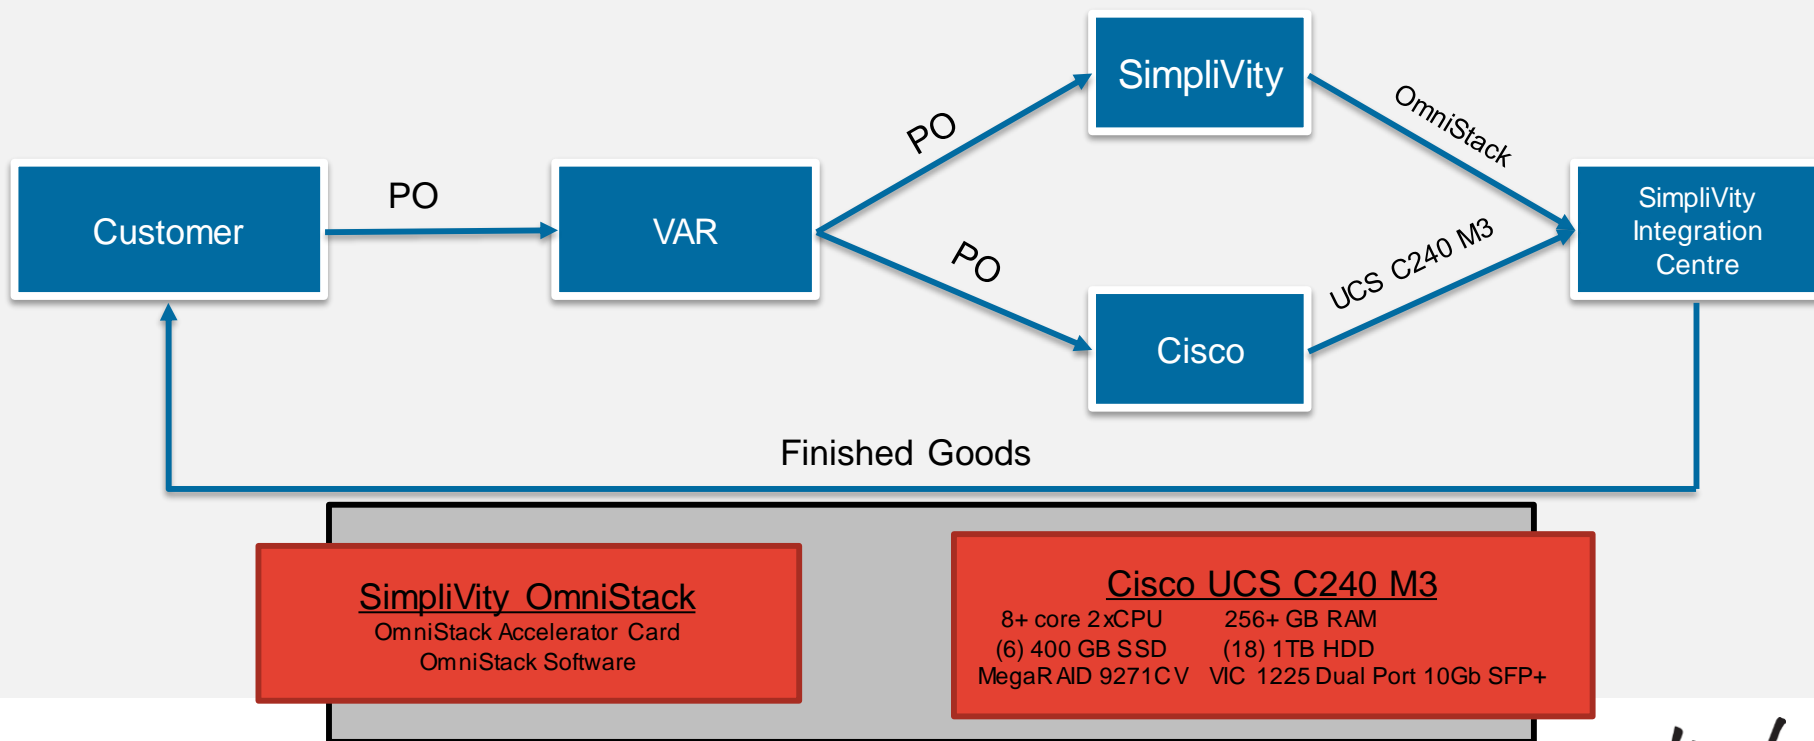 SimpliVity
OmniStack
PO
Customer
PO
VAR
SimpliVity
Integration
Centre
PO
UCS C240 M3
Cisco
Finished Goods
SimpliVity OmniStack
OmniStack Accelerator Card
OmniStack Software
Cisco UCS C240 M3
8+ core 2xCPU 256+ GB RAM
(6) 400 GB SSD (18) 1TB HDD
MegaRAID 9271CV VIC 1225 Dual Port 10Gb SFP+